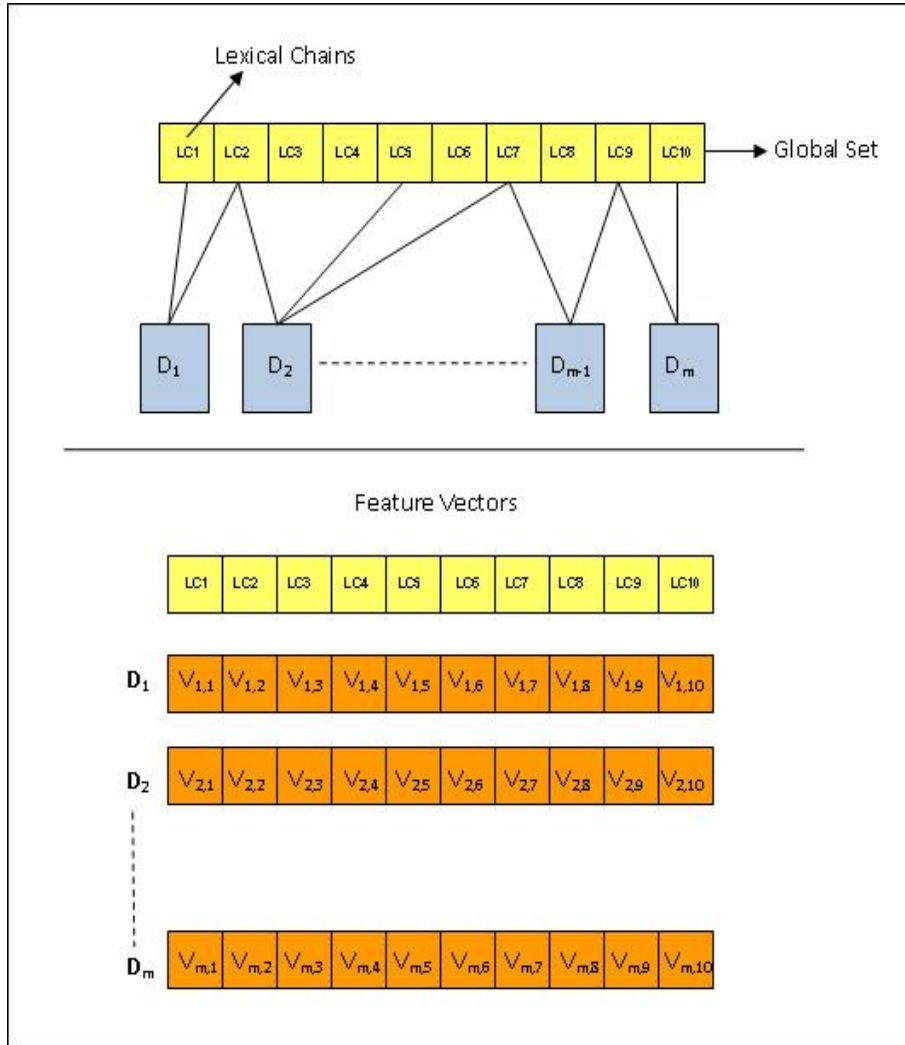 Lexical Chains
LC1 LC2 LC3 LC4 LC5 LC6 LC7 LC8 LC9 LC10
Global Set
D1 D2 Dm-1 Dm
Feature Vectors
LC1 LC2 LC3 LC4 LC5 LC6 LC7 LC8 LC9 LC10
D1 V1,1 V1,2 V1,3 V1,4 V1,5 V1,6 V1,7 V1,8 V1,9 V1,10
D2 V2,1 V2,2 V2,3 V2,4 V2,5 V2,6 V2,7 V2,8 V2,9 V2,10
Dm Vm,1 Vm,2 Vm,3 Vm,4 Vm,5 Vm,6 Vm,7 Vm,8 Vm,9 Vm,10